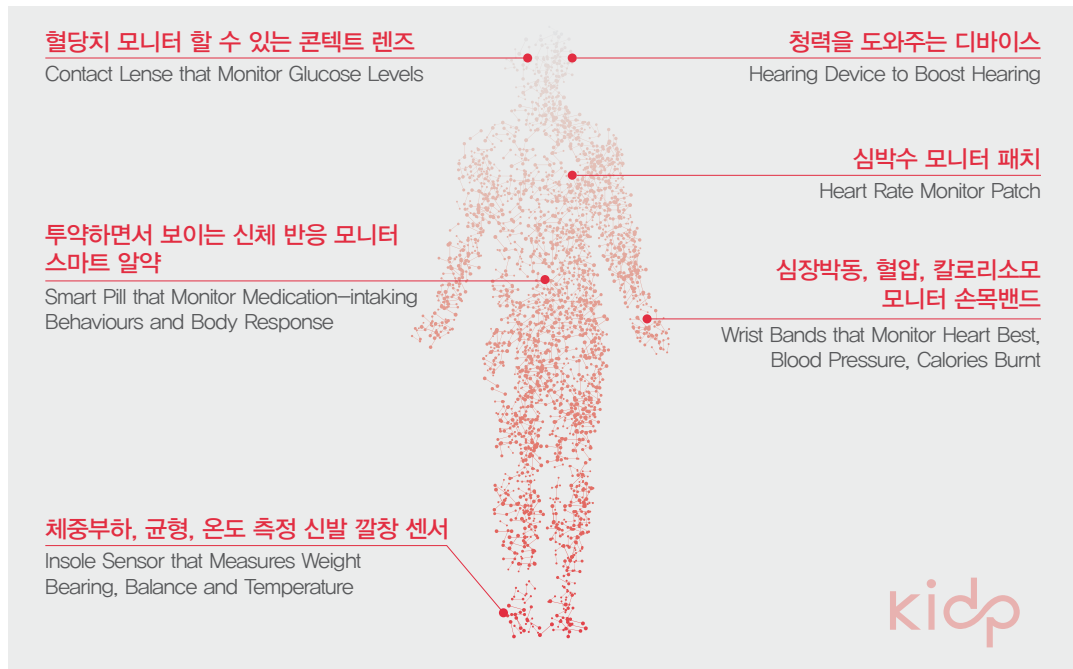 혈당치 모니터 할 수 있는 콘텍트 렌즈
Contact Lense that Monitor Glucose Levels
청력을 도와주는 디바이스
Hearing Device to Boost Hearing
심박수 모니터 패치
Heart Rate Monitor Patch
투약하면서 보이는 신체 반응 모니터
스마트 알약
Smart Pill that Monitor Medication-intaking
Behaviours and Body Response
심장박동, 혈압, 칼로리소모
모니터 손목밴드
Wrist Bands that Monitor Heart Best,
Blood Pressure, Calories Burnt
체중부하, 균형, 온도 측정 신발 깔창 센서
Insole Sensor that Measures Weight
Bearing, Balance and Temperature
kidp